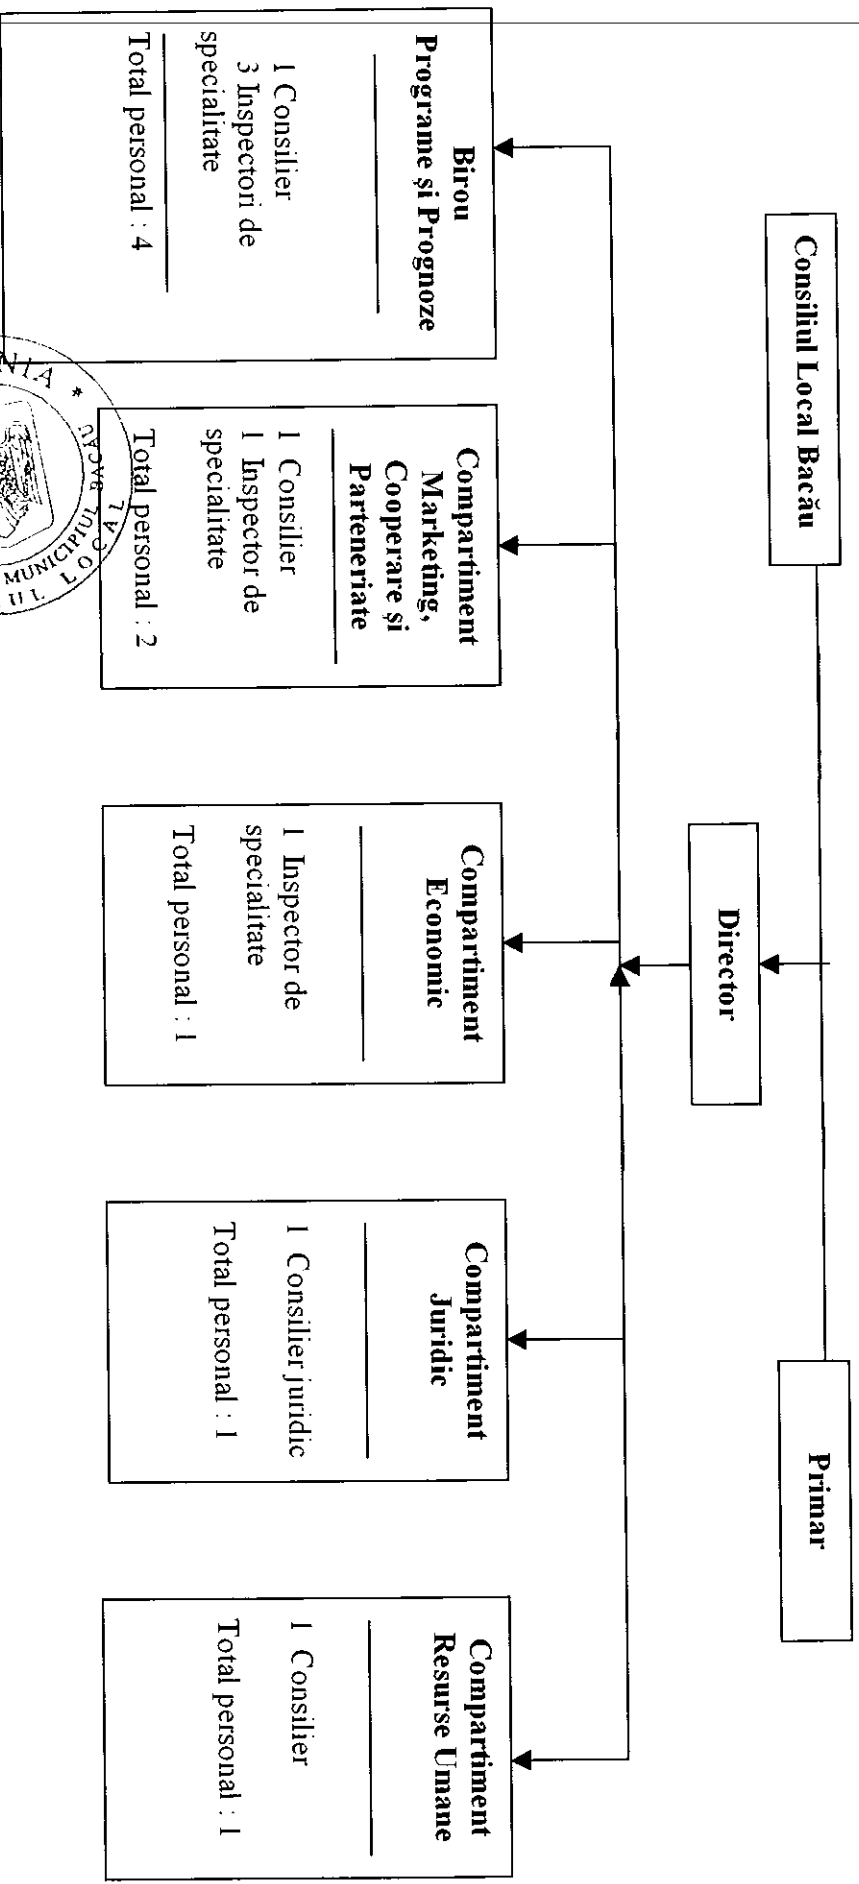 Consiliul Local Bacău
Primar
Director
Birou
Programe și Prognoze
1 Consilier
3 Inspectori de
specialitate
Total personal : 4
Compartiment
Marketing,
Cooperare și
Parteneriate
1 Consilier
1 Inspector de
specialitate
Total personal : 2
Compartiment
Economic
1 Inspector de
specialitate
Total personal : 1
Compartiment
Juridic
1 Consilier juridic
Total personal : 1
Compartiment
Resurse Umane
1 Consilier
Total personal : 1
MUNICIPIUL BACĂU
LOCAL